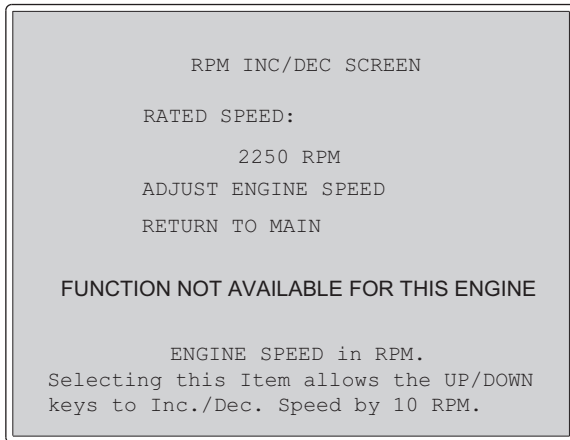 RPM INC/DEC SCREEN
RATED SPEED:
2250 RPM
ADJUST ENGINE SPEED
RETURN TO MAIN
FUNCTION NOT AVAILABLE FOR THIS ENGINE
ENGINE SPEED in RPM.
Selecting this Item allows the UP/DOWN
keys to Inc./Dec. Speed by 10 RPM.